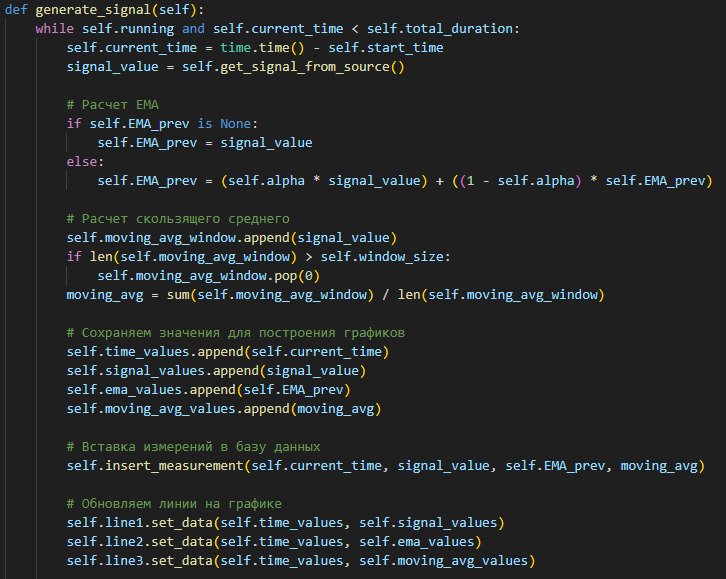 def generate_signal(self):
    while self.running and self.current_time < self.total_duration:
        self.current_time = time.time() - self.start_time
        signal_value = self.get_signal_from_source()

        # Расчет EMA
        if self.EMA_prev is None:
            self.EMA_prev = signal_value
        else:
            self.EMA_prev = (self.alpha * signal_value) + ((1 - self.alpha) * self.EMA_prev)

        # Расчет скользящего среднего
        self.moving_avg_window.append(signal_value)
        if len(self.moving_avg_window) > self.window_size:
            self.moving_avg_window.pop(0)
        moving_avg = sum(self.moving_avg_window) / len(self.moving_avg_window)

        # Сохраняем значения для построения графиков
        self.time_values.append(self.current_time)
        self.signal_values.append(signal_value)
        self.ema_values.append(self.EMA_prev)
        self.moving_avg_values.append(moving_avg)

        # Вставка измерений в базу данных
        self.insert_measurement(self.current_time, signal_value, self.EMA_prev, moving_avg)

        # Обновляем линии на графике
        self.line1.set_data(self.time_values, self.signal_values)
        self.line2.set_data(self.time_values, self.ema_values)
        self.line3.set_data(self.time_values, self.moving_avg_values)